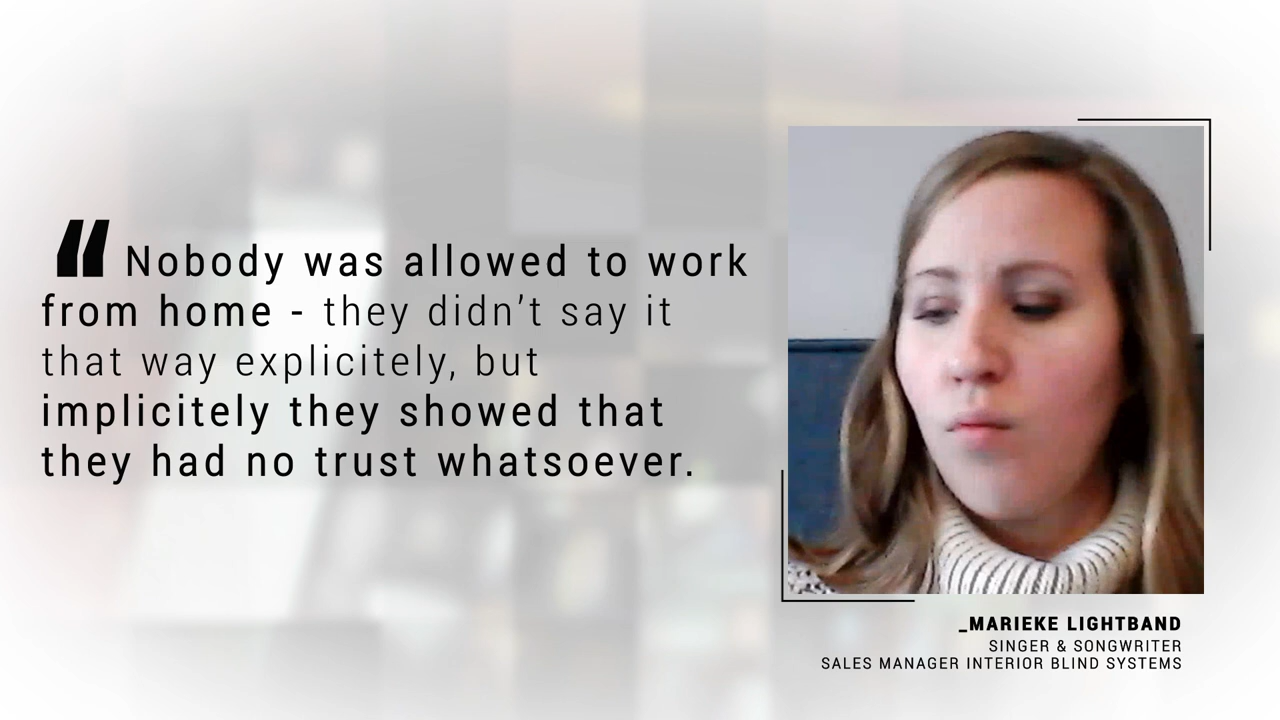 “ Nobody was allowed to work
from home - they didn’t say it
that way explicitely, but
implicitely they showed that
they had no trust whatsoever.
_MARIEKE LIGHTBAND
SINGER & SONGWRITER
SALES MANAGER INTERIOR BLIND SYSTEMS